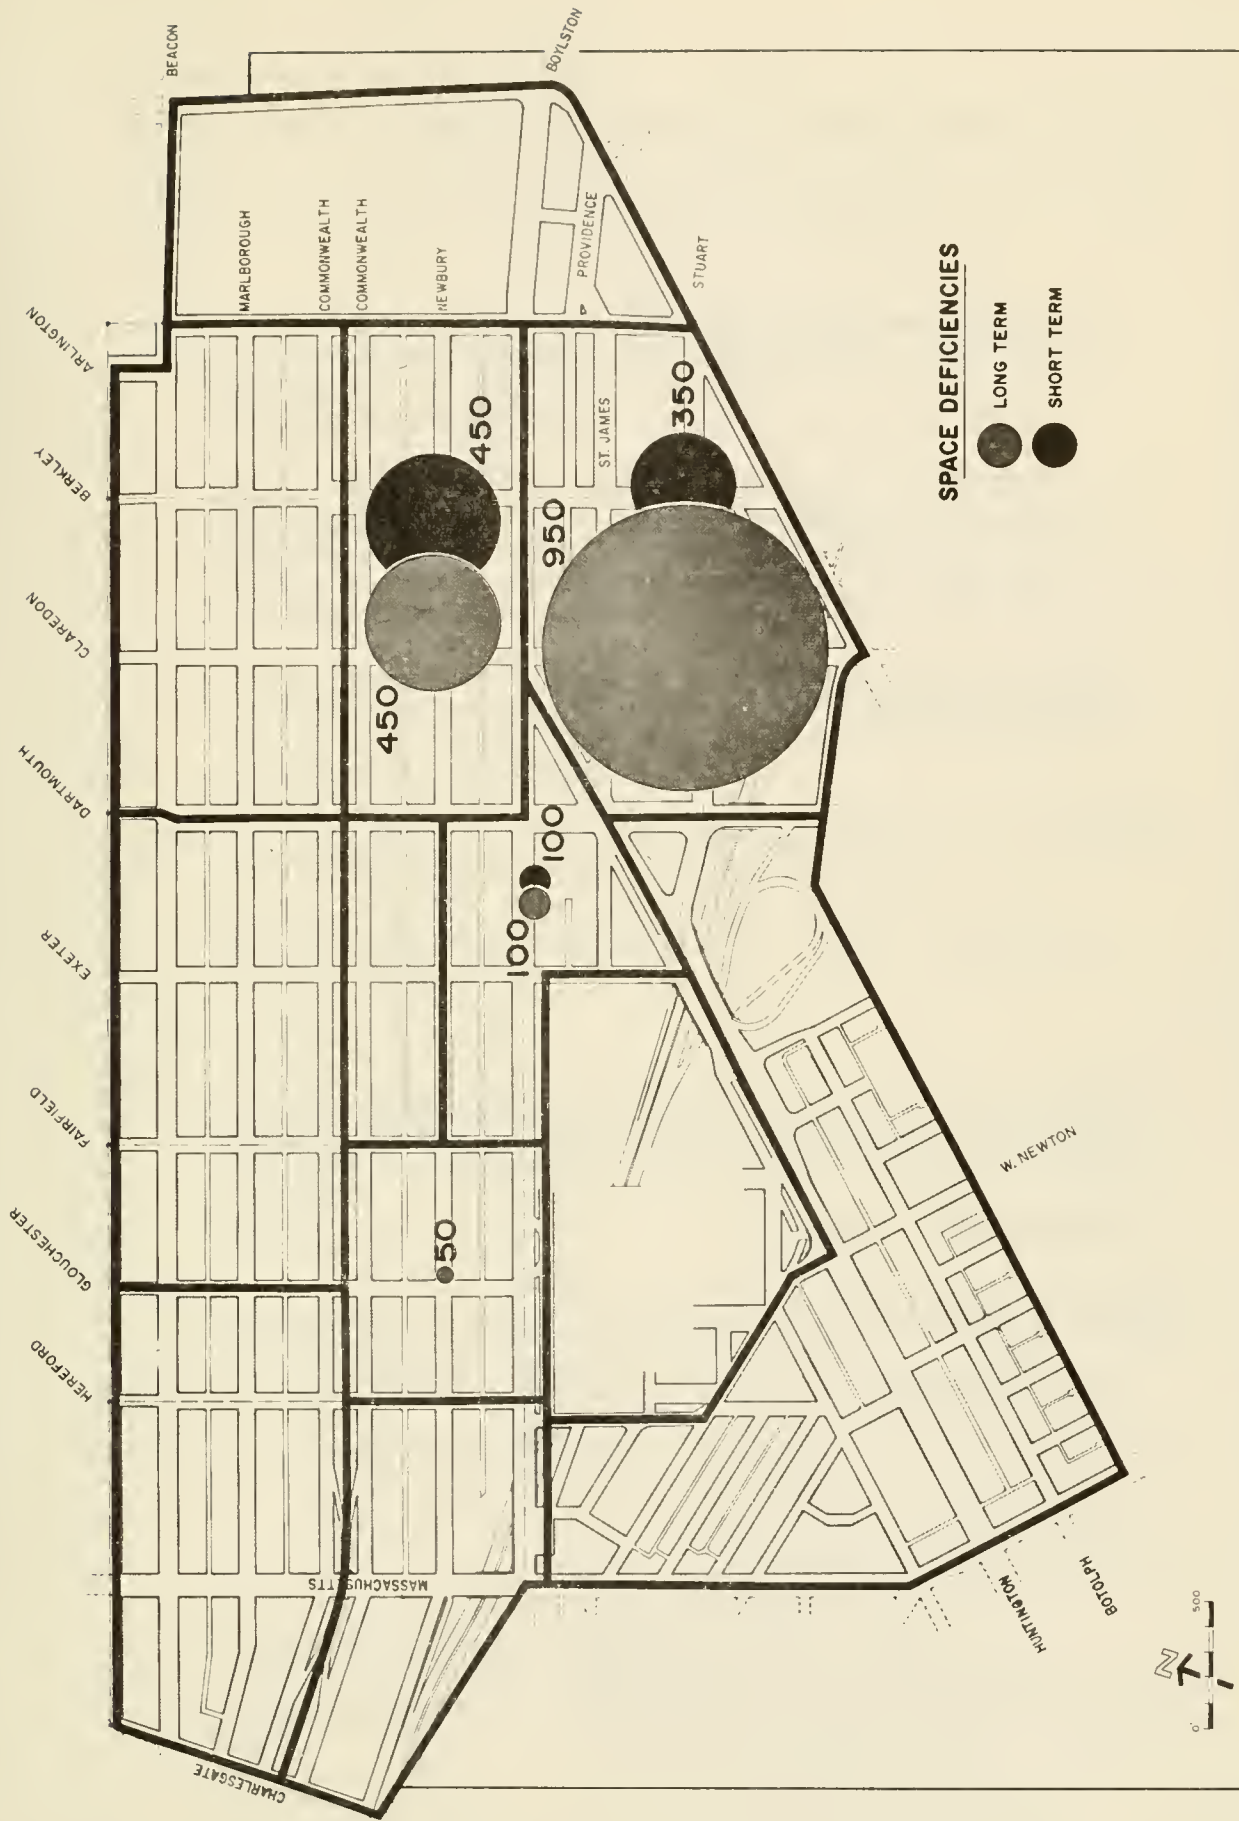 BEACON
BOYLSTON
ARLINGTON
BERKLEY
CLAREDON
DARTMOUTH
EXETER
FAIRFIELD
GLOUCHESTER
HEREFORD
MARLBOROUGH
COMMONWEALTH
COMMONWEALTH
NEWBURY
PROVIDENCE
STUART
ST. JAMES
450
450
950
350
100
100
50
MASSACHUSETTS
CHARLESGATE
W. NEWTON
HUNTINGTON
BOTOLPH
SPACE DEFICIENCIES
LONG TERM
SHORT TERM
N
0'
500